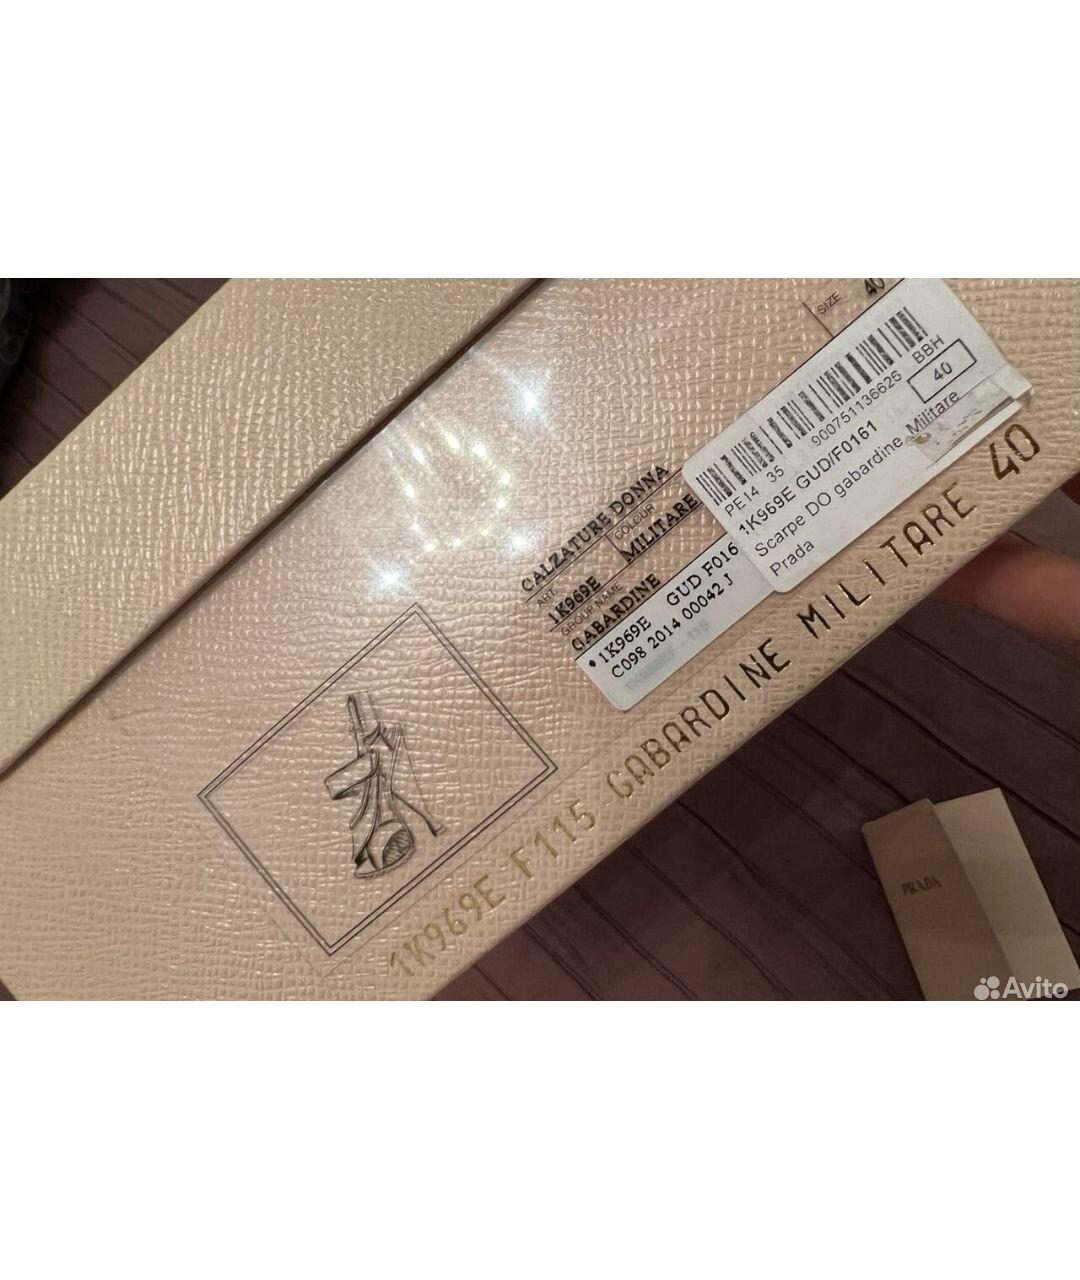 SIZE
40
CALZATURE DONNA
ART
COLOUR
1K969E
MILITARE
GROUP NAME
GABARDINE
*1K969E GUD F016
C098 2014 00042 J
PE14 35 900751136626 BBH
1K969E GUD/F0161
40
Scarpe DO gabardine Militare
Prada
1K969E F115 GABARDINE MILITARE 40
PRADA
Avito